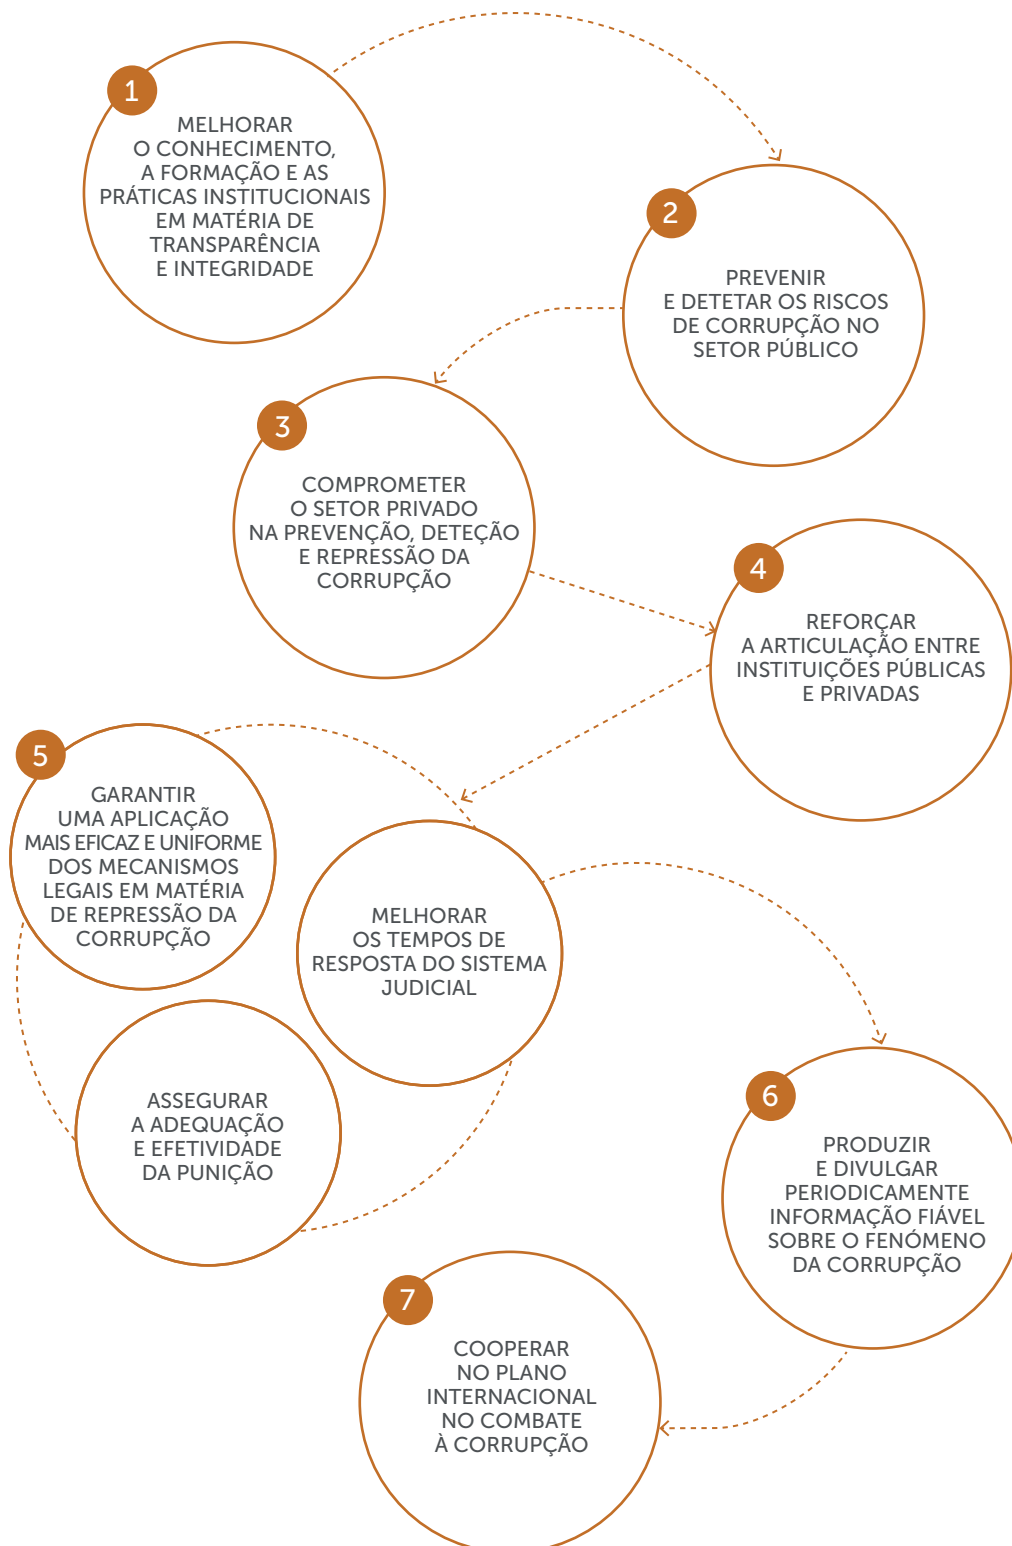 1
MELHORAR
O CONHECIMENTO,
A FORMAÇÃO E AS
PRÁTICAS INSTITUCIONAIS
EM MATÉRIA DE
TRANSPARÊNCIA
E INTEGRIDADE
2
PREVENIR
E DETETAR OS RISCOS
DE CORRUPÇÃO NO
SETOR PÚBLICO
3
COMPROMETER
O SETOR PRIVADO
NA PREVENÇÃO, DETEÇÃO
E REPRESSÃO DA
CORRUPÇÃO
4
REFORÇAR
A ARTICULAÇÃO ENTRE
INSTITUIÇÕES PÚBLICAS
E PRIVADAS
5
GARANTIR
UMA APLICAÇÃO
MAIS EFICAZ E UNIFORME
DOS MECANISMOS
LEGAIS EM MATÉRIA
DE REPRESSÃO DA
CORRUPÇÃO
MELHORAR
OS TEMPOS DE
RESPOSTA DO SISTEMA
JUDICIAL
ASSEGURAR
A ADEQUAÇÃO
E EFETIVIDADE
DA PUNIÇÃO
6
PRODUZIR
E DIVULGAR
PERIODICAMENTE
INFORMAÇÃO FIÁVEL
SOBRE O FENÓMENO
DA CORRUPÇÃO
7
COOPERAR
NO PLANO
INTERNACIONAL
NO COMBATE
À CORRUPÇÃO